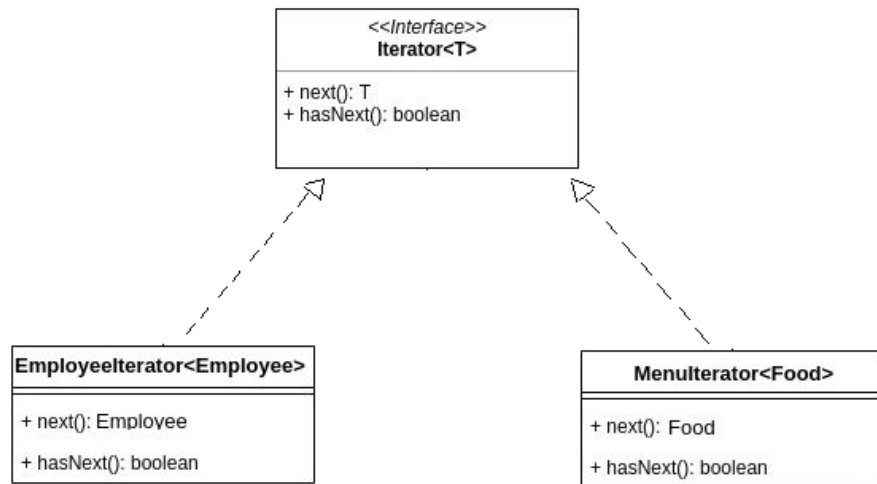 <<Interface>>
Iterator<T>
+ next(): T
+ hasNext(): boolean
EmployeeIterator<Employee>
+ next(): Employee
+ hasNext(): boolean
MenuIterator<Food>
+ next(): Food
+ hasNext(): boolean